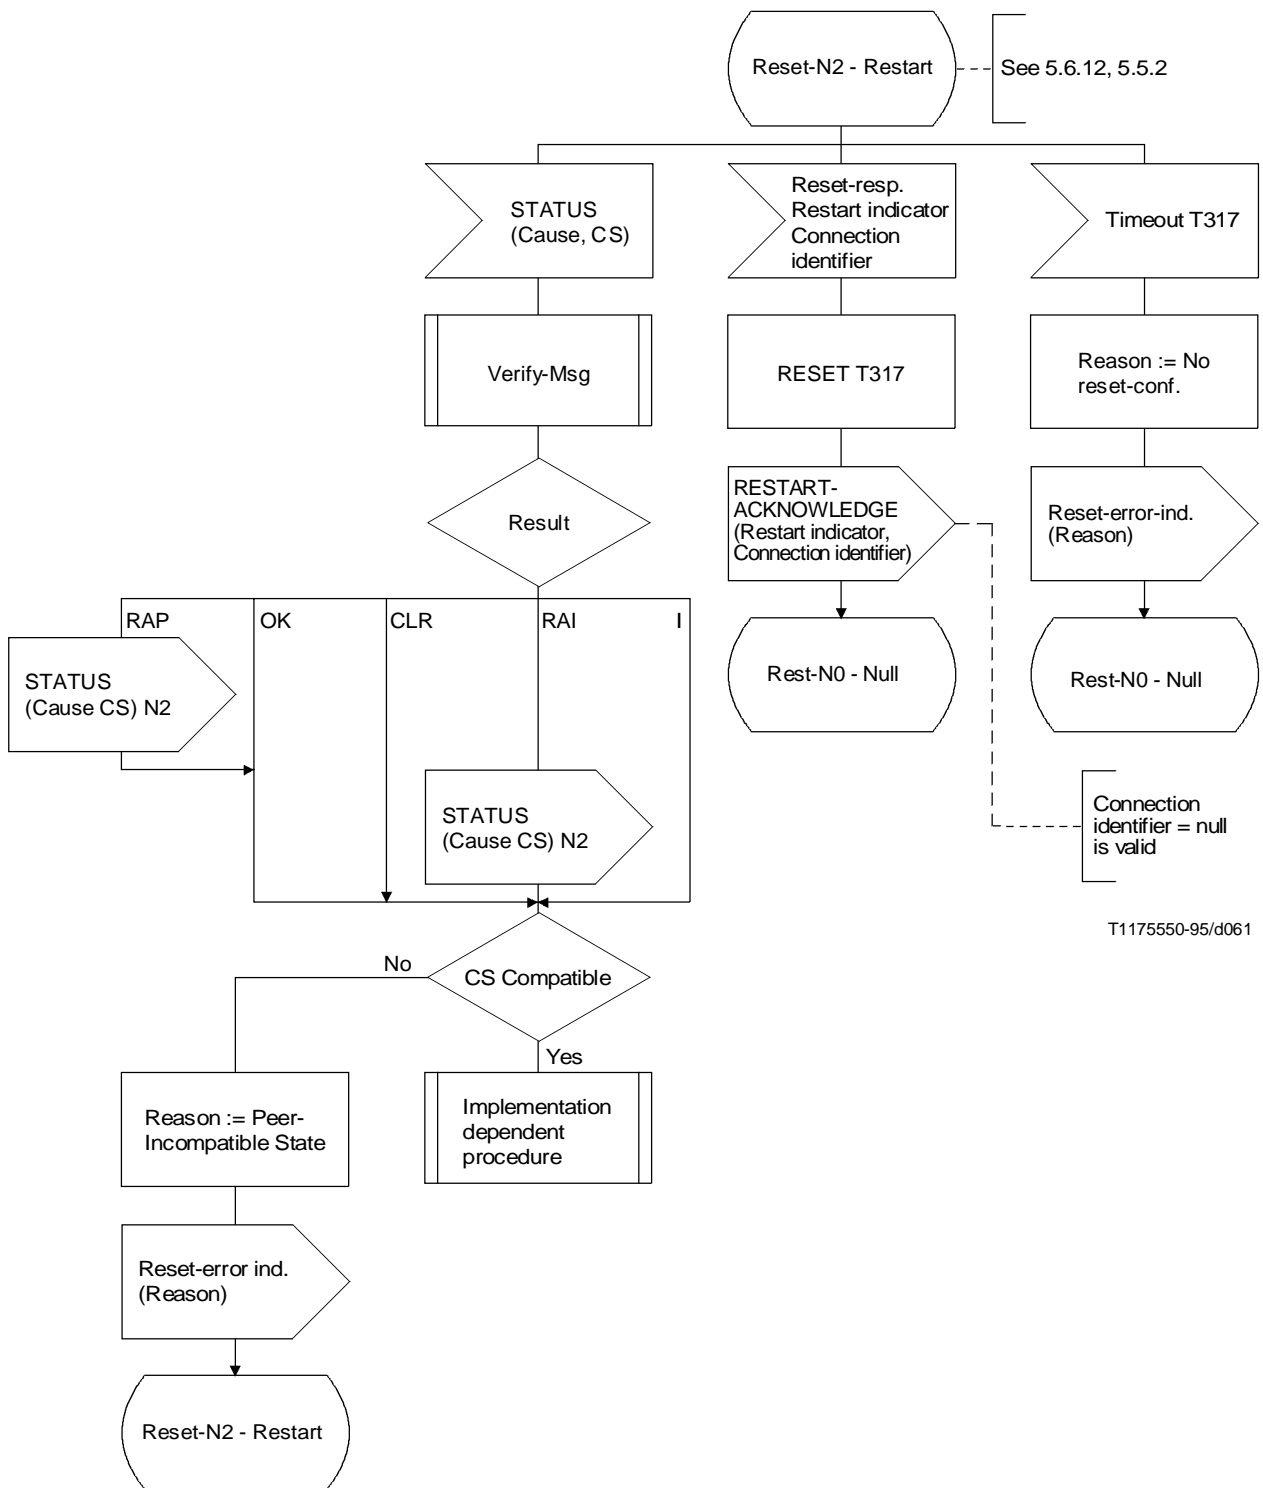 Reset-N2 - Restart
See 5.6.12, 5.5.2
STATUS
(Cause, CS)
Reset-resp.
Restart indicator
Connection
identifier
Timeout T317
Verify-Msg
RESET T317
Reason := No
reset-conf.
Result
RESTART-
ACKNOWLEDGE
(Restart indicator,
Connection identifier)
Reset-error-ind.
(Reason)
RAP
OK
CLR
RAI
I
STATUS
(Cause CS) N2
Rest-N0 - Null
Rest-N0 - Null
STATUS
(Cause CS) N2
Connection
identifier = null
is valid
T1175550-95/d061
No
CS Compatible
Yes
Reason := Peer-
Incompatible State
Implementation
dependent
procedure
Reset-error ind.
(Reason)
Reset-N2 - Restart